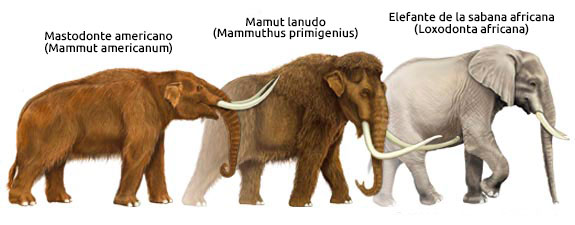 Mastodonte americano
(Mammut americanum)
Mamut lanudo
(Mammuthus primigenius)
Elefante de la sabana africana
(Loxodonta africana)